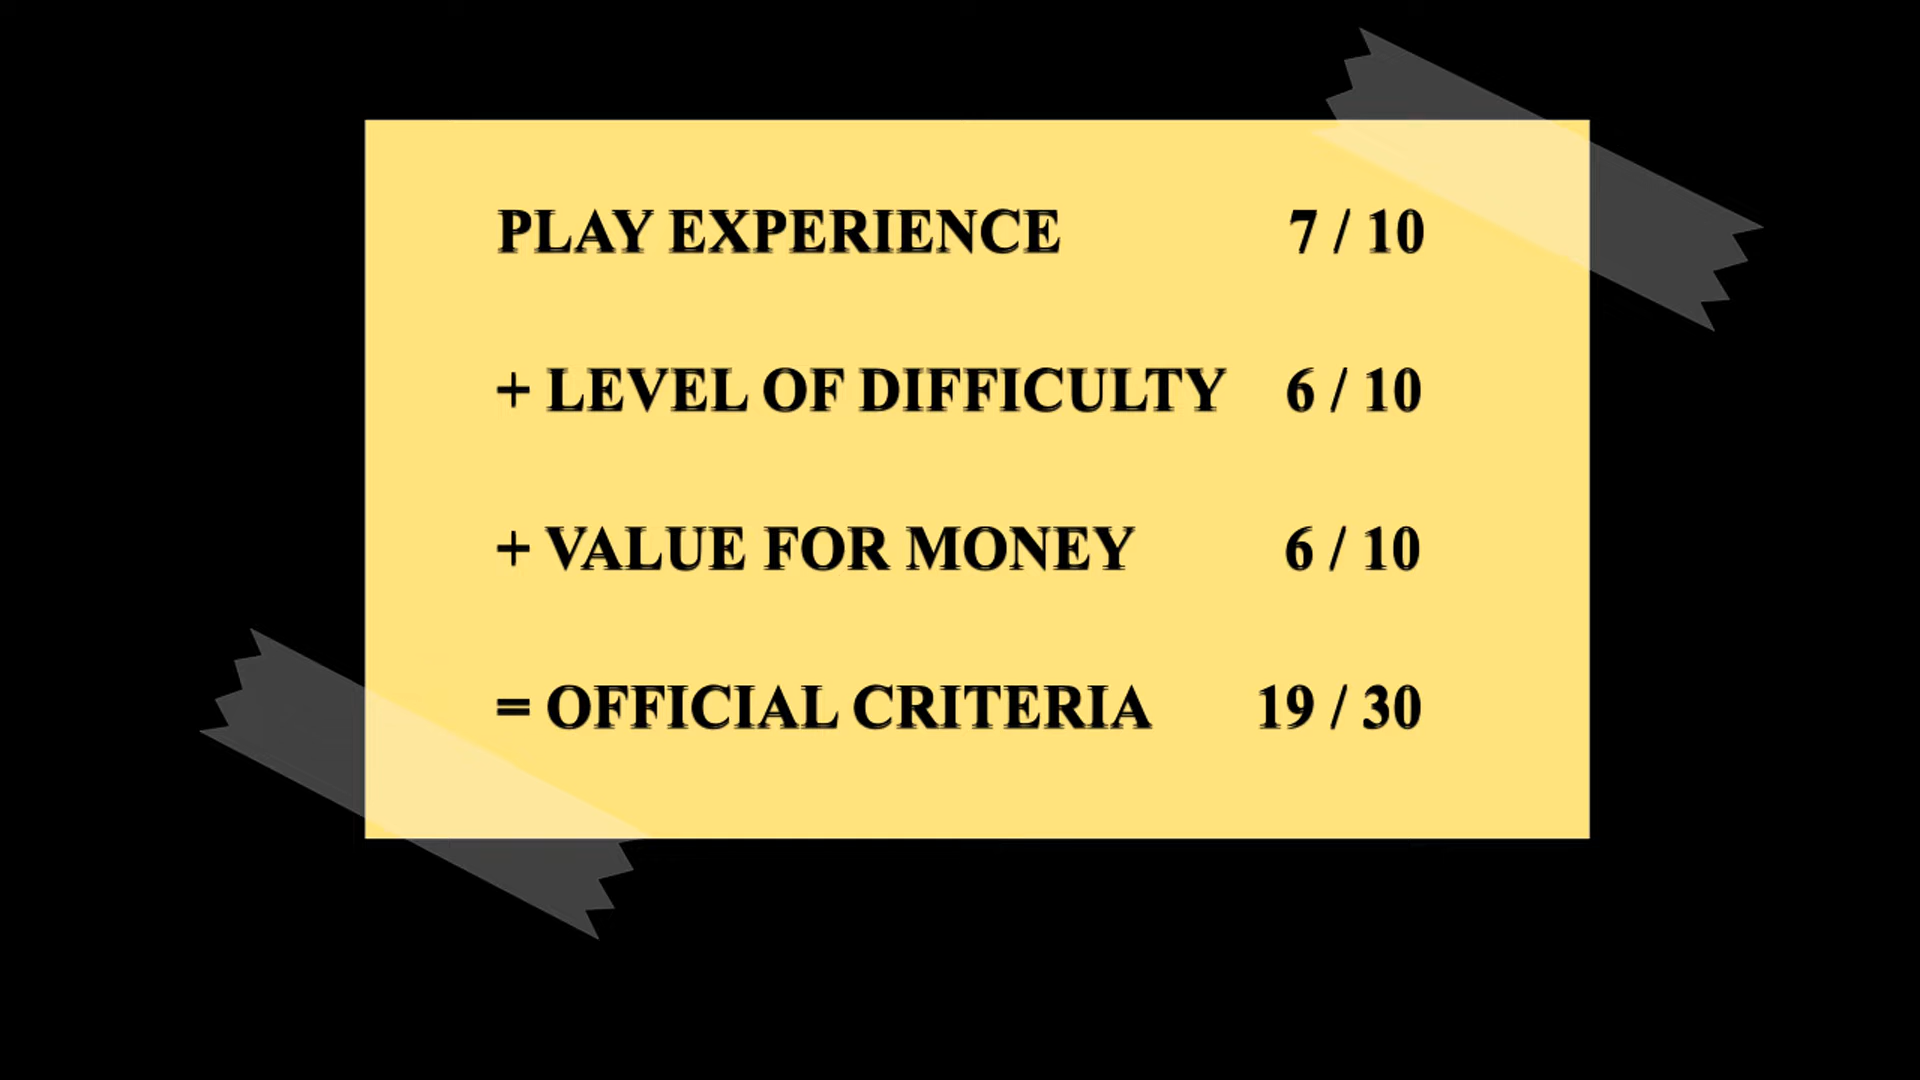 PLAY EXPERIENCE 7 / 10
+ LEVEL OF DIFFICULTY 6 / 10
+ VALUE FOR MONEY 6 / 10
= OFFICIAL CRITERIA 19 / 30